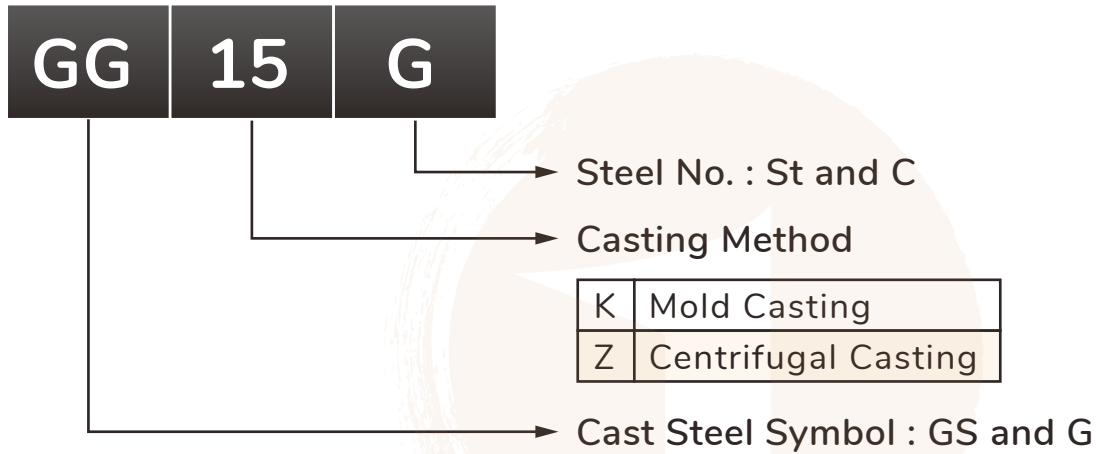 GG 15 G
Steel No. : St and C
Casting Method
K Mold Casting
Z Centrifugal Casting
Cast Steel Symbol : GS and G